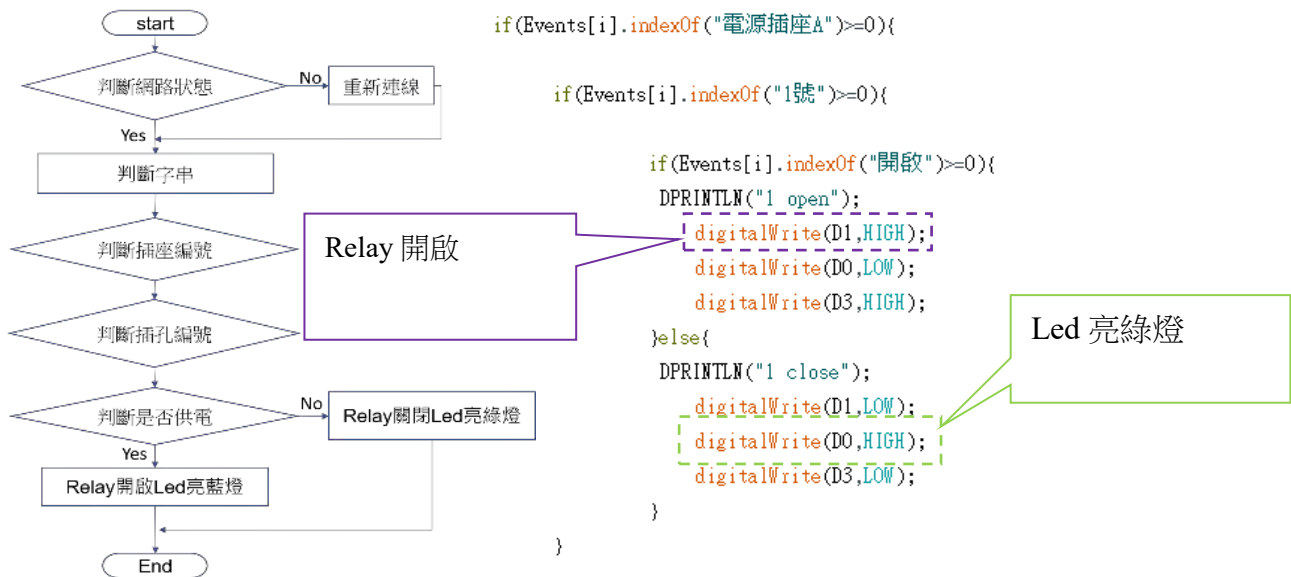 start
判斷網路狀態
No
重新連線
Yes
判斷字串
判斷插座編號
判斷插孔編號
判斷是否供電
No
Relay關閉Led亮綠燈
Yes
Relay開啟Led亮藍燈
End
if(Events[i].indexOf("電源插座A")>=0){
if(Events[i].indexOf("1號")>=0){
if(Events[i].indexOf("開啟")>=0){
DPRINTLN("1 open");
digitalWrite(D1,HIGH);
digitalWrite(D0,LOW);
digitalWrite(D3,HIGH);
}else{
DPRINTLN("1 close");
digitalWrite(D1,LOW);
digitalWrite(D0,HIGH);
digitalWrite(D3,LOW);
}
}
Relay 開啟
Led 亮綠燈